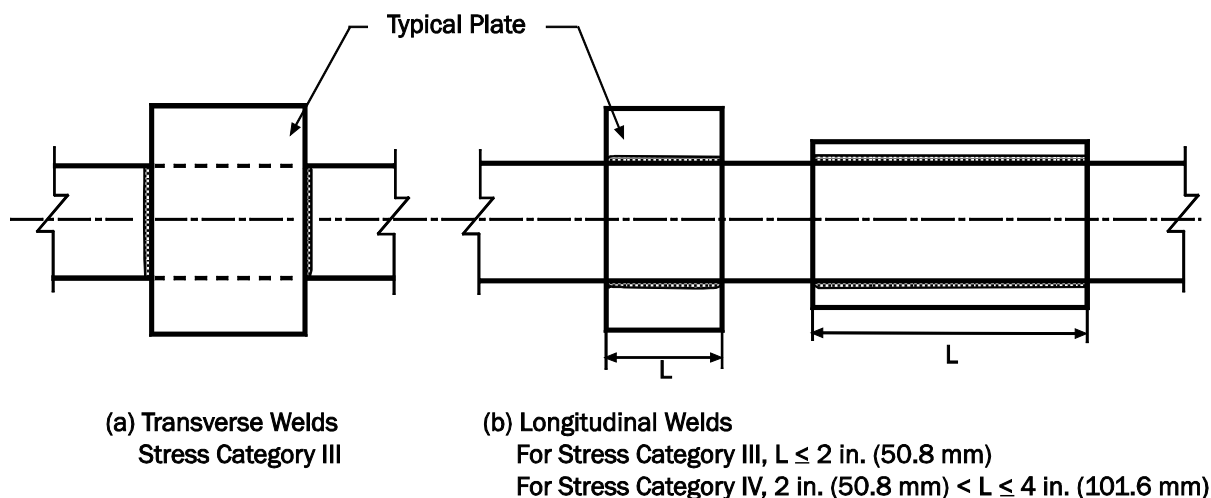 Typical Plate
L
L
(a) Transverse Welds
Stress Category III
(b) Longitudinal Welds
For Stress Category III, L ≤ 2 in. (50.8 mm)
For Stress Category IV, 2 in. (50.8 mm) < L ≤ 4 in. (101.6 mm)